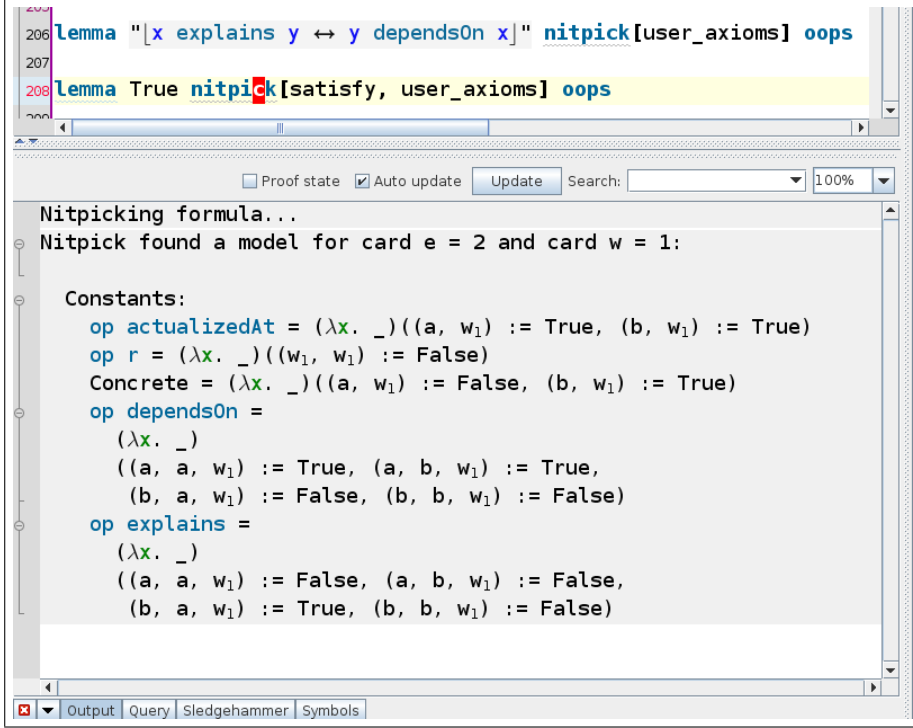 206 lemma "⌊x explains y ↔ y dependsOn x⌋" nitpick[user_axioms] oops
207
208 lemma True nitpick[satisfy, user_axioms] oops
Proof state Auto update Update Search: 100%
Nitpicking formula...
Nitpick found a model for card e = 2 and card w = 1:
Constants:
op actualizedAt = (λx. _)((a, w₁) := True, (b, w₁) := True)
op r = (λx. _)((w₁, w₁) := False)
Concrete = (λx. _)((a, w₁) := False, (b, w₁) := True)
op dependsOn =
(λx. _)
((a, a, w₁) := True, (a, b, w₁) := True,
(b, a, w₁) := False, (b, b, w₁) := False)
op explains =
(λx. _)
((a, a, w₁) := False, (a, b, w₁) := False,
(b, a, w₁) := True, (b, b, w₁) := False)
Output Query Sledgehammer Symbols